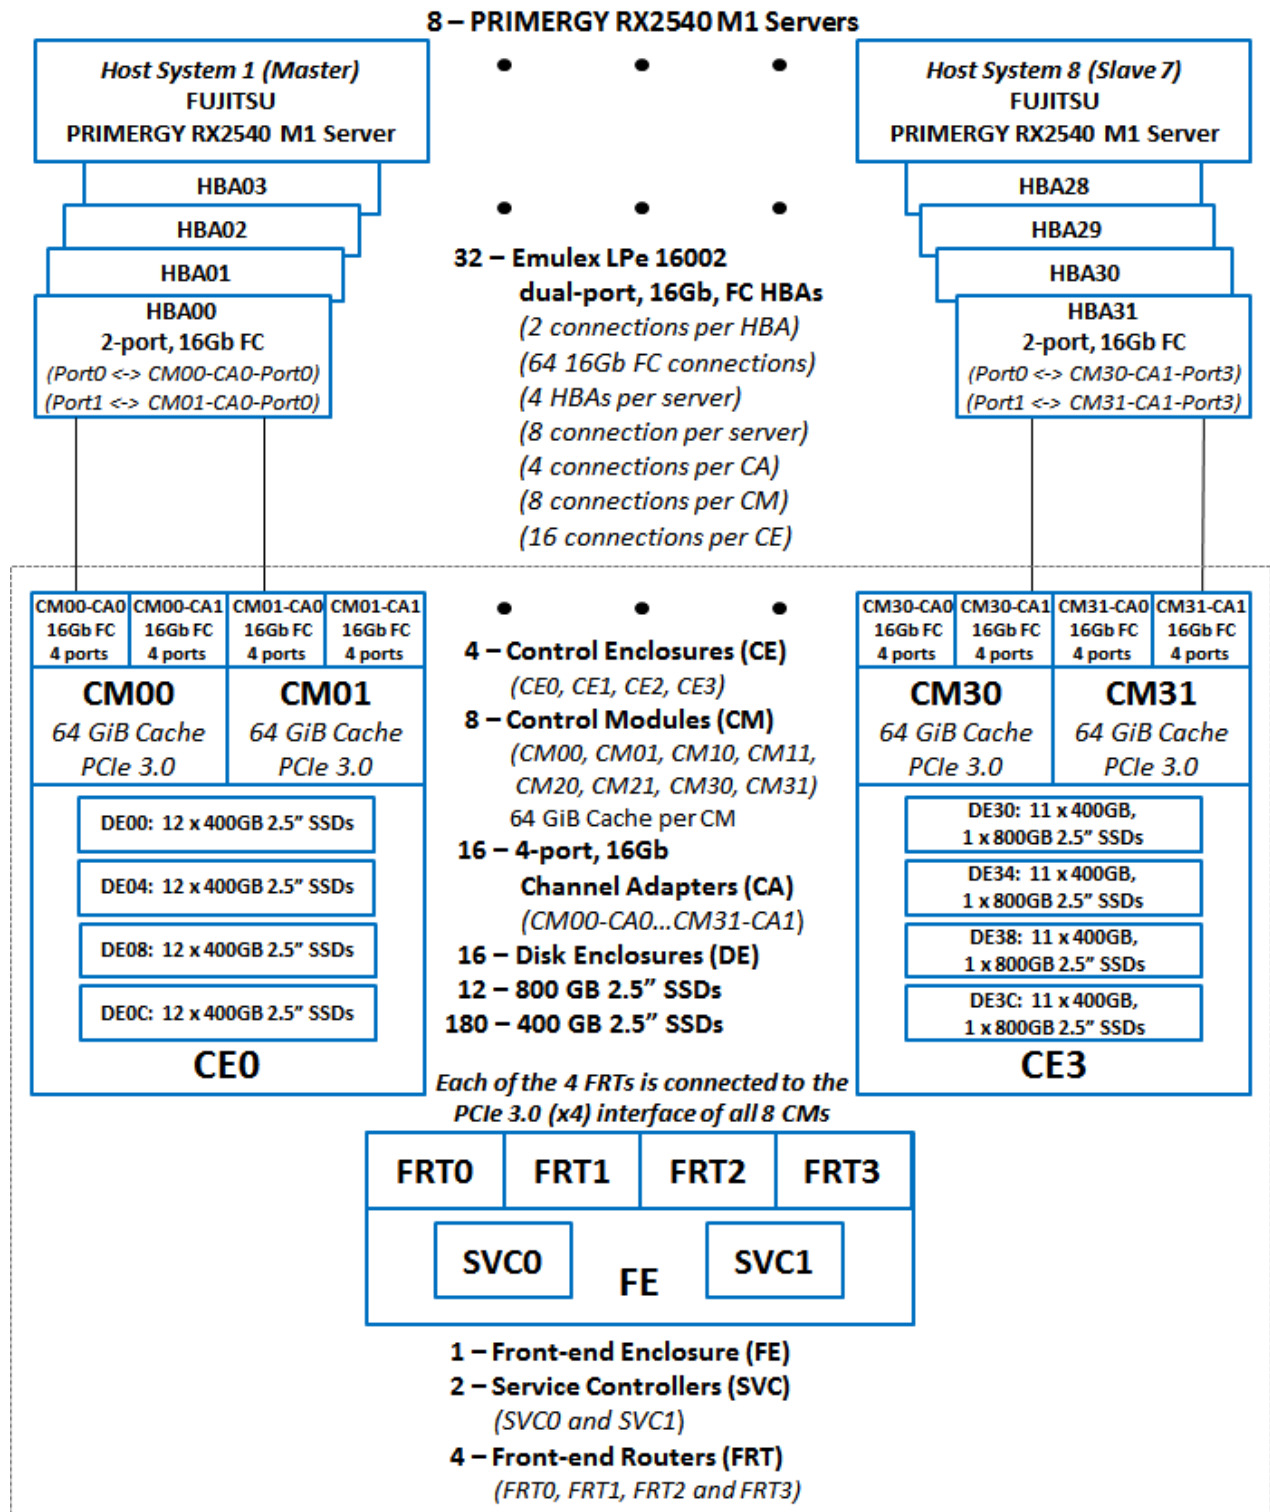 8 – PRIMERGY RX2540 M1 Servers
Host System 1 (Master)
FUJITSU
PRIMERGY RX2540 M1 Server
HBA03
HBA02
HBA01
HBA00
2-port, 16Gb FC
(Port0 <-> CM00-CA0-Port0)
(Port1 <-> CM01-CA0-Port0)
Host System 8 (Slave 7)
FUJITSU
PRIMERGY RX2540 M1 Server
HBA28
HBA29
HBA30
HBA31
2-port, 16Gb FC
(Port0 <-> CM30-CA1-Port3)
(Port1 <-> CM31-CA1-Port3)
32 – Emulex LPe 16002
dual-port, 16Gb, FC HBAs
(2 connections per HBA)
(64 16Gb FC connections)
(4 HBAs per server)
(8 connection per server)
(4 connections per CA)
(8 connections per CM)
(16 connections per CE)
CM00-CA0
16Gb FC
4 ports
CM00-CA1
16Gb FC
4 ports
CM01-CA0
16Gb FC
4 ports
CM01-CA1
16Gb FC
4 ports
CM00
64 GiB Cache
PCIe 3.0
CM01
64 GiB Cache
PCIe 3.0
DE00: 12 x 400GB 2.5” SSDs
DE04: 12 x 400GB 2.5” SSDs
DE08: 12 x 400GB 2.5” SSDs
DE0C: 12 x 400GB 2.5” SSDs
CE0
4 – Control Enclosures (CE)
(CE0, CE1, CE2, CE3)
8 – Control Modules (CM)
(CM00, CM01, CM10, CM11,
CM20, CM21, CM30, CM31)
64 GiB Cache per CM
16 – 4-port, 16Gb
Channel Adapters (CA)
(CM00-CA0...CM31-CA1)
16 – Disk Enclosures (DE)
12 – 800 GB 2.5” SSDs
180 – 400 GB 2.5” SSDs
CM30-CA0
16Gb FC
4 ports
CM30-CA1
16Gb FC
4 ports
CM31-CA0
16Gb FC
4 ports
CM31-CA1
16Gb FC
4 ports
CM30
64 GiB Cache
PCIe 3.0
CM31
64 GiB Cache
PCIe 3.0
DE30: 11 x 400GB,
1 x 800GB 2.5” SSDs
DE34: 11 x 400GB,
1 x 800GB 2.5” SSDs
DE38: 11 x 400GB,
1 x 800GB 2.5” SSDs
DE3C: 11 x 400GB,
1 x 800GB 2.5” SSDs
CE3
Each of the 4 FRTs is connected to the
PCIe 3.0 (x4) interface of all 8 CMs
FRT0
FRT1
FRT2
FRT3
SVC0
FE
SVC1
1 – Front-end Enclosure (FE)
2 – Service Controllers (SVC)
(SVC0 and SVC1)
4 – Front-end Routers (FRT)
(FRT0, FRT1, FRT2 and FRT3)